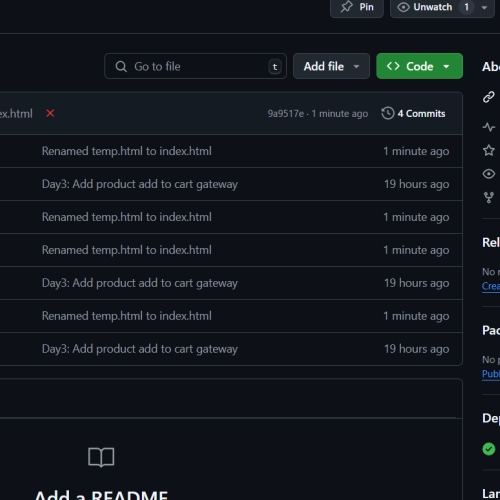 Pin
Unwatch 1
Go to file t
Add file
Code
ex.html
9a9517e · 1 minute ago
4 Commits
Renamed temp.html to index.html 1 minute ago
Day3: Add product add to cart gateway 19 hours ago
Renamed temp.html to index.html 1 minute ago
Renamed temp.html to index.html 1 minute ago
Day3: Add product add to cart gateway 19 hours ago
Renamed temp.html to index.html 1 minute ago
Day3: Add product add to cart gateway 19 hours ago
Add a README
Abo
Rel
No r
Crea
Pac
No p
Publ
Dep
Lan